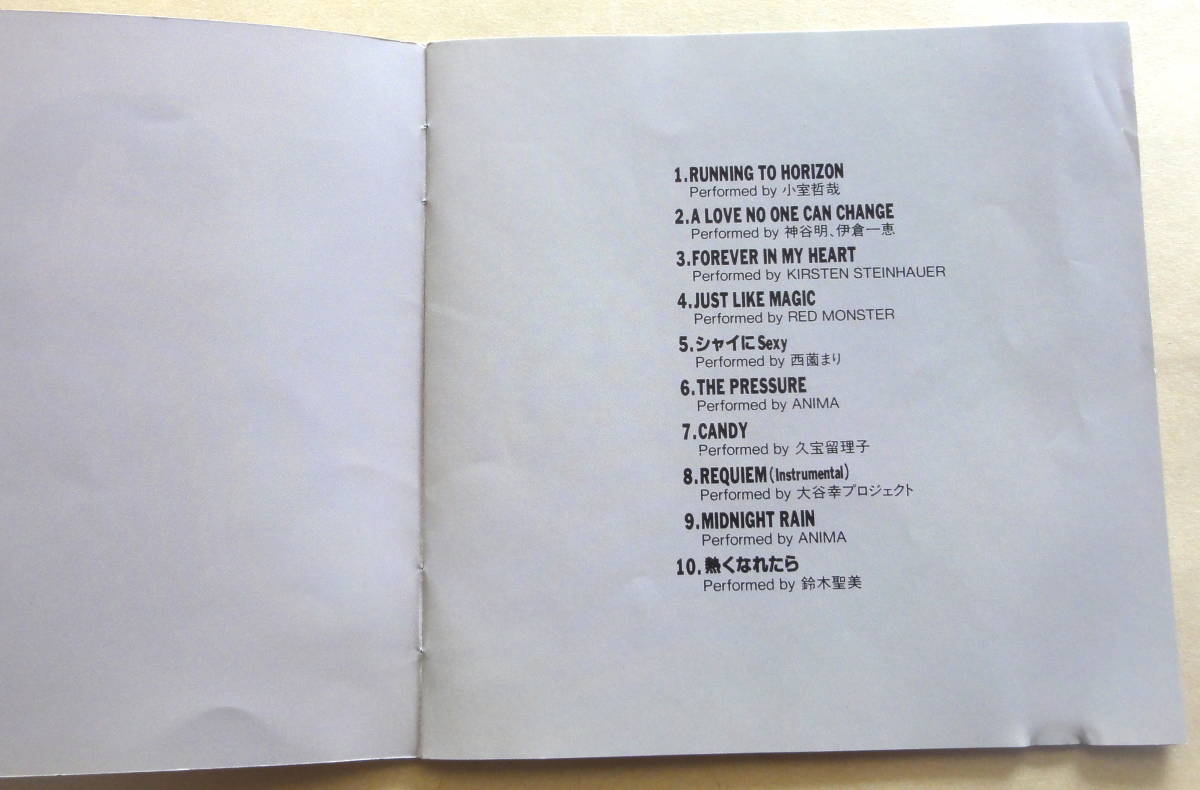 1.RUNNING TO HORIZON
Performed by 小室哲哉
2.A LOVE NO ONE CAN CHANGE
Performed by 神谷明、伊倉一恵
3.FOREVER IN MY HEART
Performed by KIRSTEN STEINHAUER
4.JUST LIKE MAGIC
Performed by RED MONSTER
5.シャイにSexy
Performed by 西薗まり
6.THE PRESSURE
Performed by ANIMA
7.CANDY
Performed by 久宝留理子
8.REQUIEM(Instrumental)
Performed by 大谷幸プロジェクト
9.MIDNIGHT RAIN
Performed by ANIMA
10.熱くなれたら
Performed by 鈴木聖美